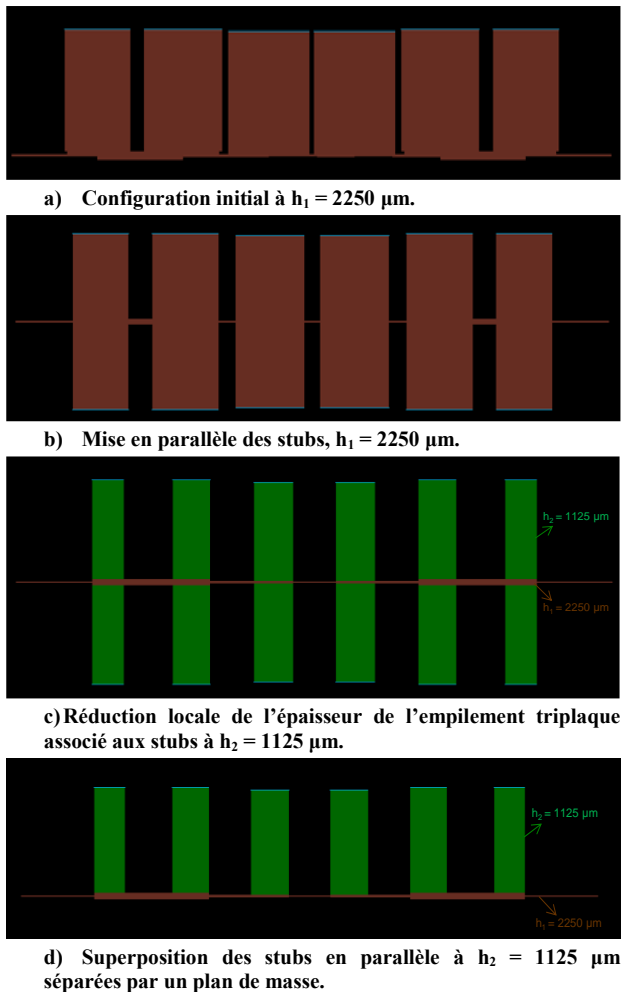 a) Configuration initial à h₁ = 2250 µm.
b) Mise en parallèle des stubs, h₁ = 2250 µm.
h₂ = 1125 µm
h₁ = 2250 µm
c) Réduction locale de l’épaisseur de l’empilement triplaque
associé aux stubs à h₂ = 1125 µm.
h₂ = 1125 µm
h₁ = 2250 µm
d) Superposition des stubs en parallèle à h₂ = 1125 µm
séparées par un plan de masse.